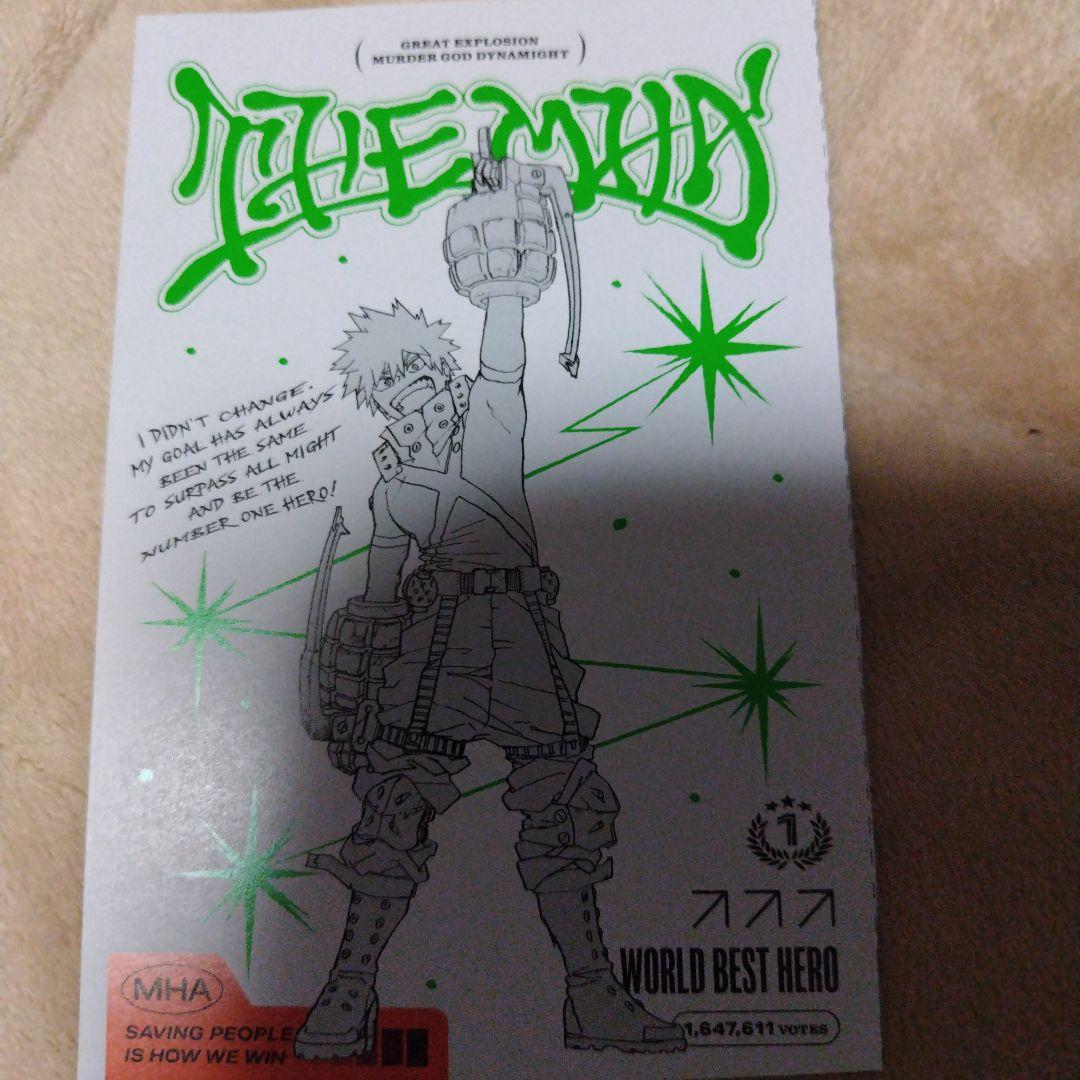 GREAT EXPLOSION
MURDER GOD DYNAMIGHT
THE MHA
I DIDN'T CHANGE.
MY GOAL HAS ALWAYS
BEEN THE SAME
TO SURPASS ALL MIGHT
AND BE THE
NUMBER ONE HERO!
1
WORLD BEST HERO
1,647,611 VOTES
MHA
SAVING PEOPLE
IS HOW WE WIN